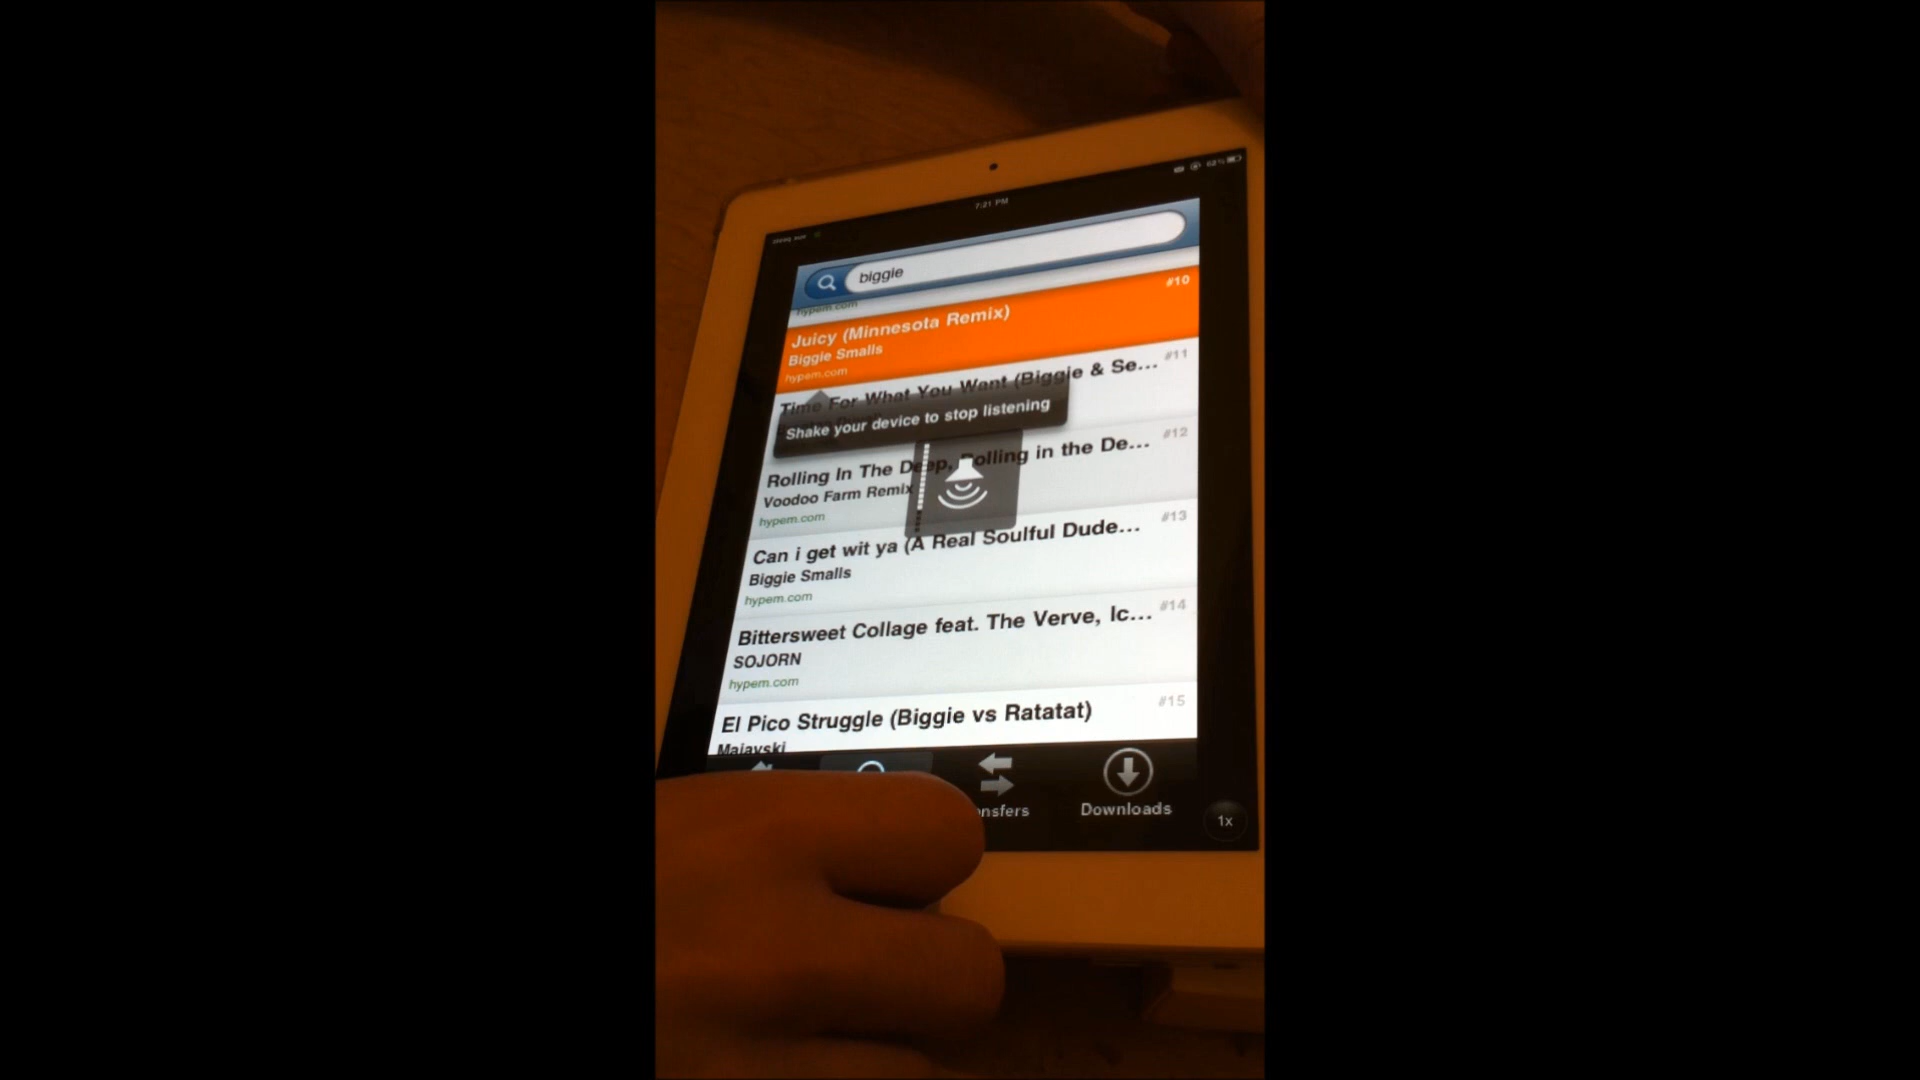 62%
7:21 PM
biggie
hypem.com
#10
Juicy (Minnesota Remix)
Biggie Smalls
hypem.com
#11
Time For What You Want (Biggie & Se...
Shake your device to stop listening
#12
Rolling In The Deep, Rolling in the De...
Voodoo Farm Remix
hypem.com
#13
Can i get wit ya (A Real Soulful Dude...
Biggie Smalls
hypem.com
#14
Bittersweet Collage feat. The Verve, Ic...
SOJORN
hypem.com
#15
El Pico Struggle (Biggie vs Ratatat)
nsfers
Downloads
1x